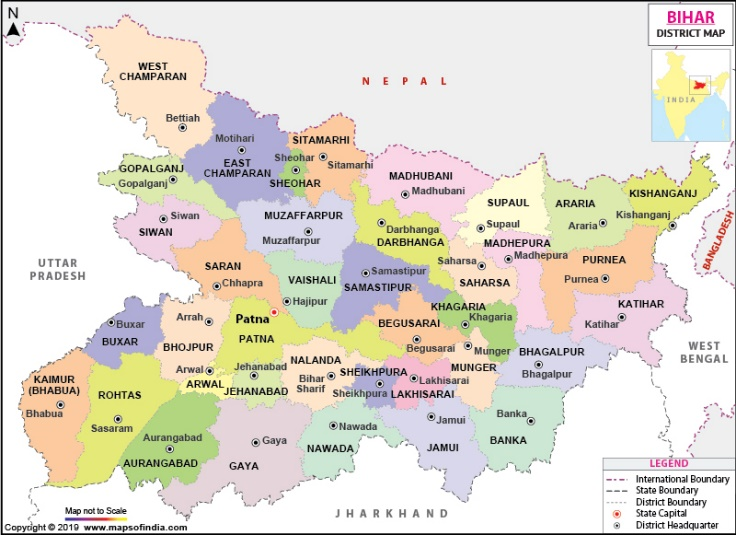 N
BIHAR
DISTRICT MAP
INDIA
NEPAL
WEST
CHAMPARAN
Bettiah
Motihari
EAST
CHAMPARAN
SITAMARHI
Sitamarhi
Sheohar
SHEOHAR
GOPALGANJ
Gopalganj
MADHUBANI
Madhubani
SUPAUL
Supaul
ARARIA
Araria
KISHANGANJ
Kishanganj
Siwan
SIWAN
MUZAFFARPUR
Muzaffarpur
Darbhanga
DARBHANGA
MADHEPURA
Madhepura
Saharsa
SAHARSA
PURNEA
Purnea
BANGLADESH
UTTAR
PRADESH
SARAN
Chhapra
VAISHALI
Hajipur
Samastipur
SAMASTIPUR
KHAGARIA
Khagaria
KATIHAR
Katihar
Buxar
BUXAR
Arrah
BHOJPUR
Patna
PATNA
BEGUSARAI
Begusarai
Munger
MUNGER
BHAGALPUR
Bhagalpur
WEST
BENGAL
KAIMUR
(BHABUA)
Bhabua
ROHTAS
Sasaram
Arwal
ARWAL
Jehanabad
JEHANABAD
NALANDA
Bihar
Sharif
SHEIKHPURA
Sheikhpura
Lakhisarai
LAKHISARAI
Aurangabad
AURANGABAD
Gaya
GAYA
Nawada
NAWADA
Jamui
JAMUI
Banka
BANKA
JHARKHAND
LEGEND
International Boundary
State Boundary
District Boundary
State Capital
District Headquarter
Map not to Scale
Copyright © 2019 www.mapsofindia.com